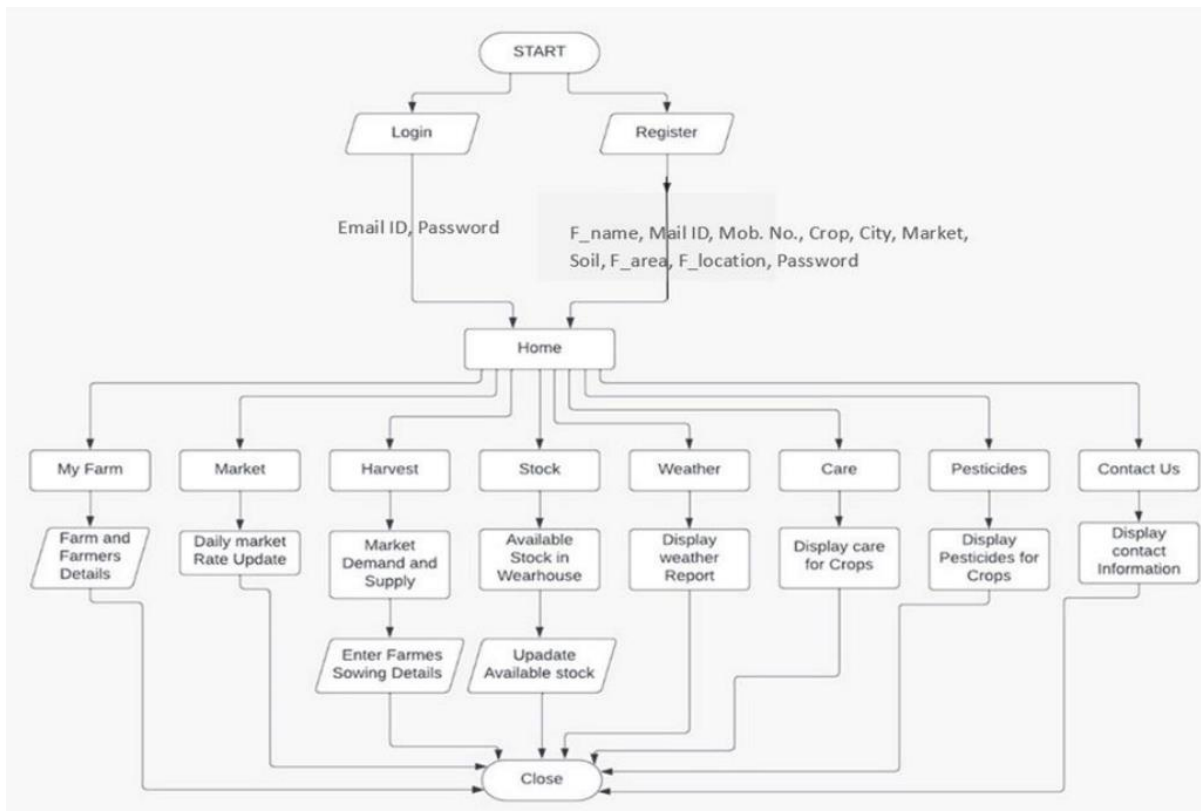 START
Login
Register
Email ID, Password
F_name, Mail ID, Mob. No., Crop, City, Market,
Soil, F_area, F_location, Password
Home
My Farm
Market
Harvest
Stock
Weather
Care
Pesticides
Contact Us
Farm and
Farmers
Details
Daily market
Rate Update
Market
Demand and
Supply
Available
Stock in
Wearhouse
Display
weather
Report
Display care
for Crops
Display
Pesticides for
Crops
Display
contact
Information
Enter Farmes
Sowing Details
Upadate
Available stock
Close